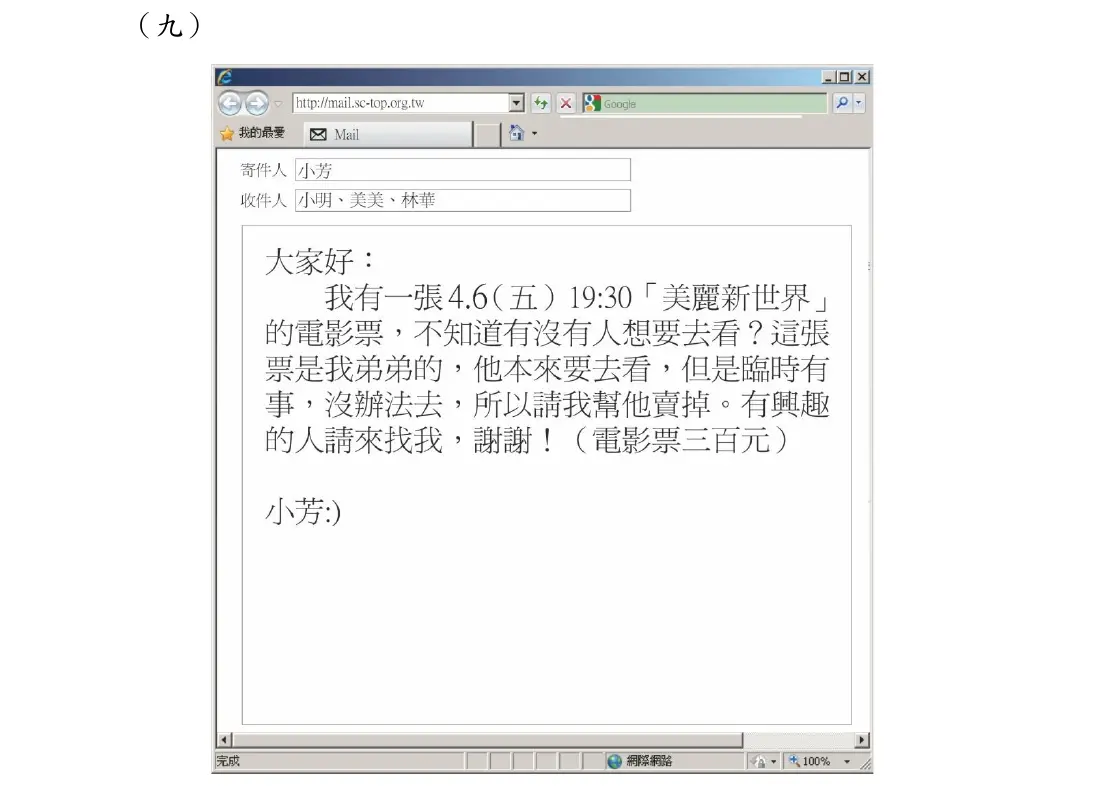 （九）
http://mail.sc-top.org.tw
Google
我的最愛
Mail
寄件人 小芳
收件人 小明、美美、林華
大家好：
我有一張 4.6（五）19:30「美麗新世界」
的電影票，不知道有沒有人想要去看？這張
票是我弟弟的，他本來要去看，但是臨時有
事，沒辦法去，所以請我幫他賣掉。有興趣
的人請來找我，謝謝！（電影票三百元）
小芳:)
完成
網際網路
100%